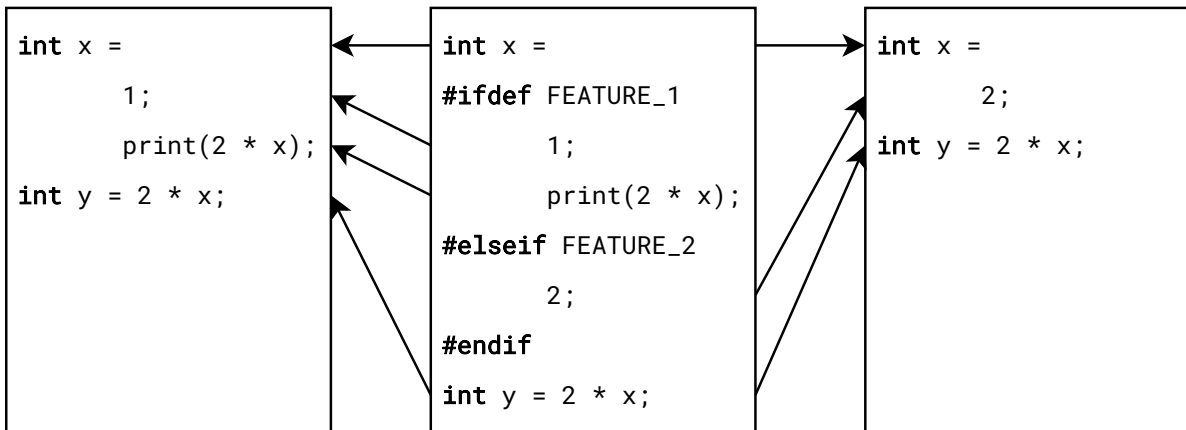 int x =
1;
print(2 * x);
int y = 2 * x;
int x =
#ifdef FEATURE_1
1;
print(2 * x);
#elseif FEATURE_2
2;
#endif
int y = 2 * x;
int x =
2;
int y = 2 * x;